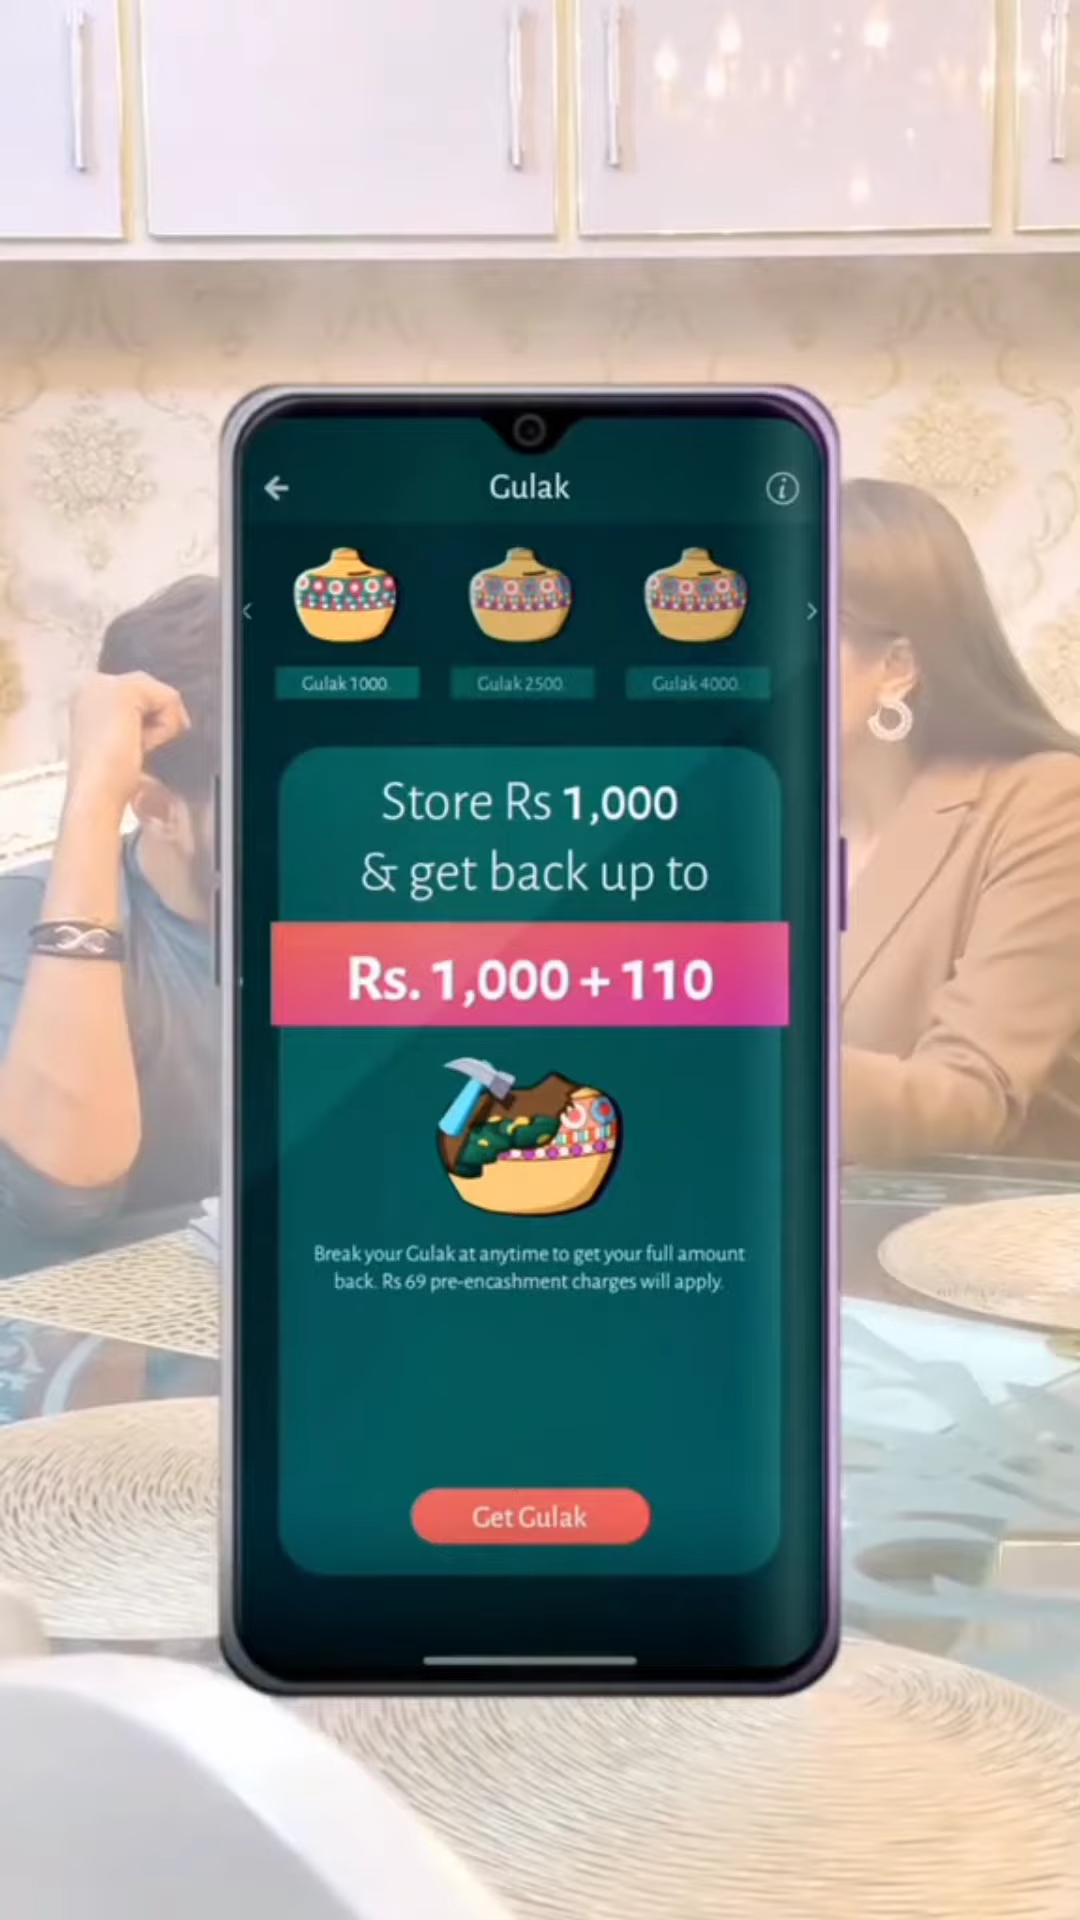 Gulak
Gulak 1000.
Gulak 2500.
Gulak 4000.
Store Rs 1,000
& get back up to
Rs. 1,000 + 110
Break your Gulak at anytime to get your full amount
back. Rs 69 pre-encashment charges will apply.
Get Gulak